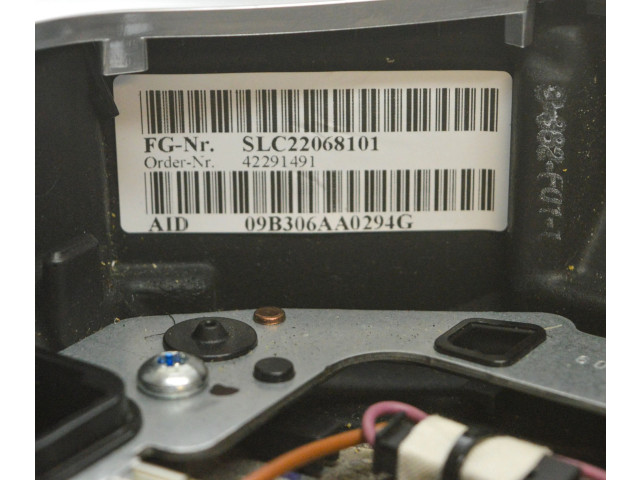 FG-Nr. SLC22068101
Order-Nr. 42291491
AID 09B306AA0294G